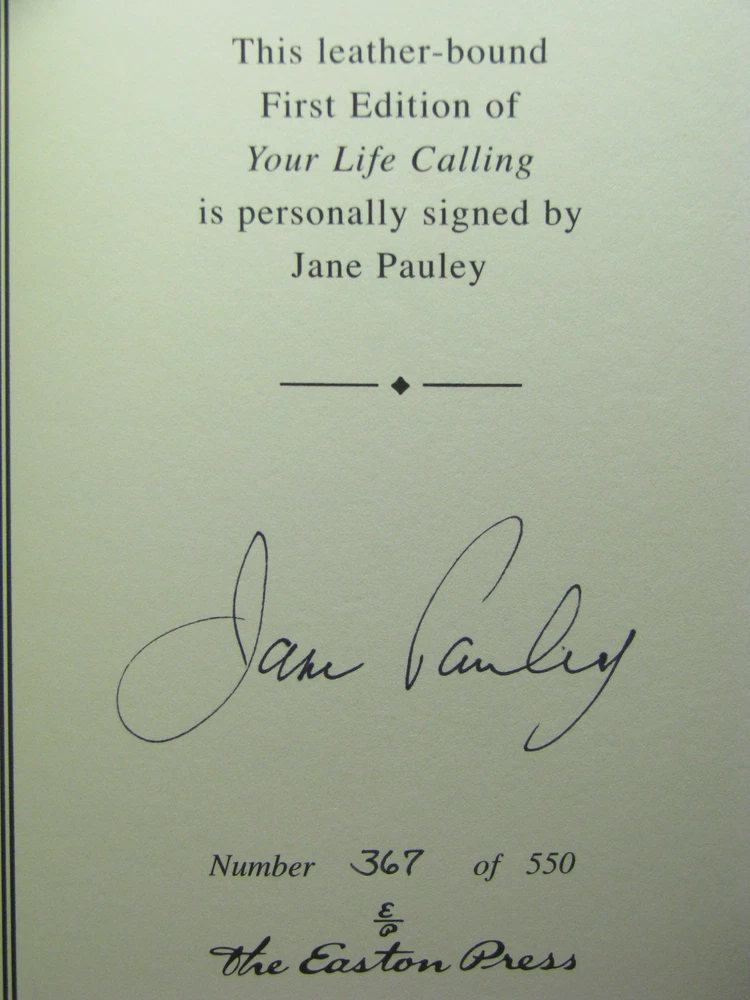 This leather-bound
First Edition of
Your Life Calling
is personally signed by
Jane Pauley
Jane Pauley
Number 367 of 550
E
P
The Easton Press